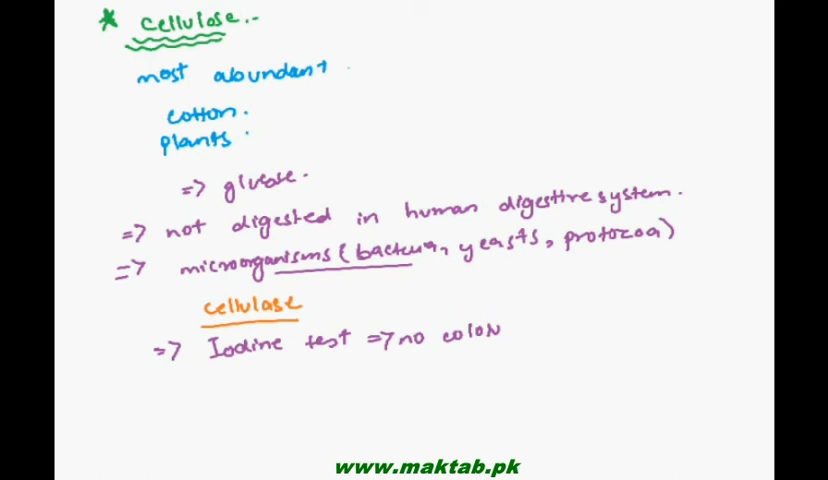 * Cellulose.-
most abundant
cotton.
plants
=> glucose.
=> not digested in human digestive system.
=> microorganisms (bacteria, yeasts, protozoa)
cellulase
=> Iodine test => no color
www.maktab.pk